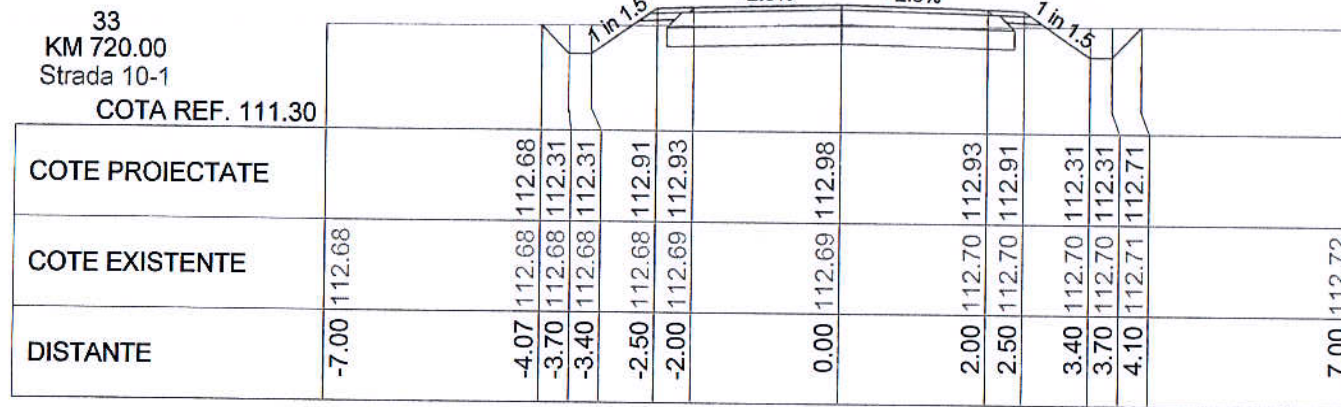 33
KM 720.00
Strada 10-1
COTA REF. 111.30
1 in 1.5
1 in 1.5
COTE PROIECTATE 112.68 112.31 112.31 112.91 112.93 112.98 112.93 112.91 112.31 112.31 112.71
COTE EXISTENTE 112.68 112.68 112.68 112.68 112.68 112.69 112.69 112.70 112.70 112.70 112.70 112.71 112.72
DISTANTE -7.00 -4.07 -3.70 -3.40 -2.50 -2.00 0.00 2.00 2.50 3.40 3.70 4.10 7.00